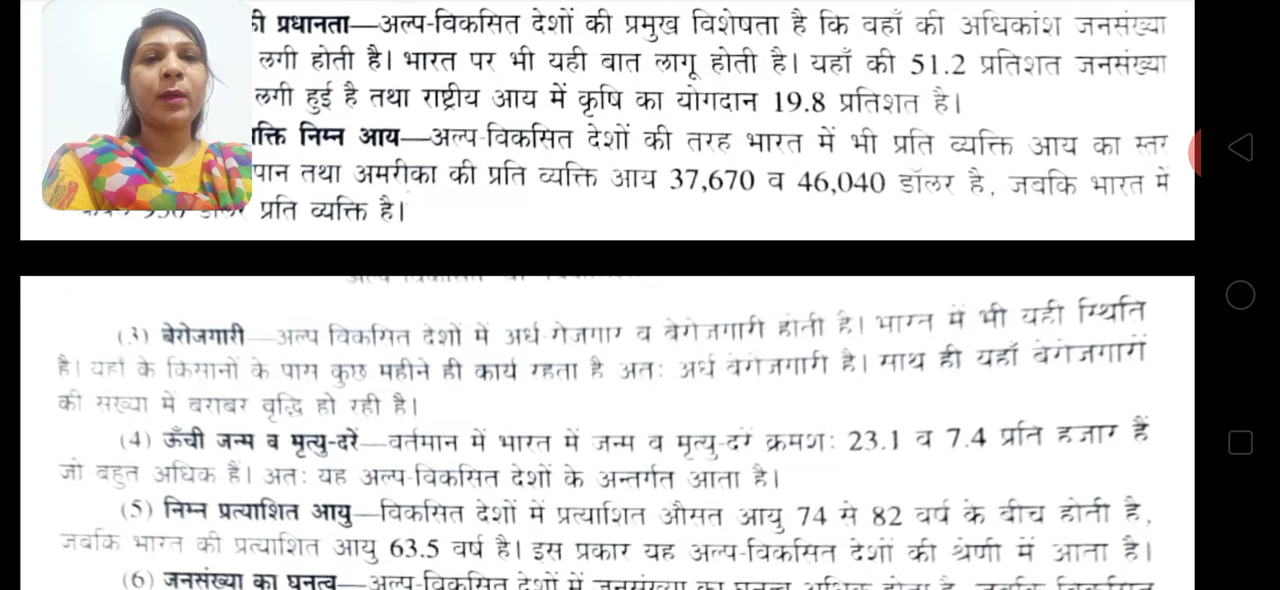 की प्रधानता—अल्प-विकसित देशों की प्रमुख विशेषता है कि वहाँ की अधिकांश जनसंख्या
लगी होती है। भारत पर भी यही बात लागू होती है। यहाँ की 51.2 प्रतिशत जनसंख्या
लगी हुई है तथा राष्ट्रीय आय में कृषि का योगदान 19.8 प्रतिशत है।
निम्न आय—अल्प-विकसित देशों की तरह भारत में भी प्रति व्यक्ति आय का स्तर
तथा अमरीका की प्रति व्यक्ति आय 37,670 व 46,040 डॉलर है, जबकि भारत में
प्रति व्यक्ति है।
(3) बेरोजगारी—अल्प विकसित देशों में अर्ध-रोजगार व बेरोजगारी होती है। भारत में भी यही स्थिति
है। यहाँ के किसानों के पास कुछ महीने ही कार्य रहता है अतः अर्ध बेरोजगारी है। साथ ही यहाँ बेरोजगारों
की संख्या में बराबर वृद्धि हो रही है।
(4) ऊँची जन्म व मृत्यु-दरें—वर्तमान में भारत में जन्म व मृत्यु-दरें क्रमश: 23.1 व 7.4 प्रति हजार हैं
जो बहुत अधिक हैं। अतः यह अल्प-विकसित देशों के अन्तर्गत आता है।
(5) निम्न प्रत्याशित आयु—विकसित देशों में प्रत्याशित औसत आयु 74 से 82 वर्ष के बीच होती है,
जबकि भारत की प्रत्याशित आयु 63.5 वर्ष है। इस प्रकार यह अल्प-विकसित देशों की श्रेणी में आता है।
(6) जनसंख्या का घनत्व—अल्प-विकसित देशों में जनसंख्या का घनत्व अधिक होता है, जबकि विकसित